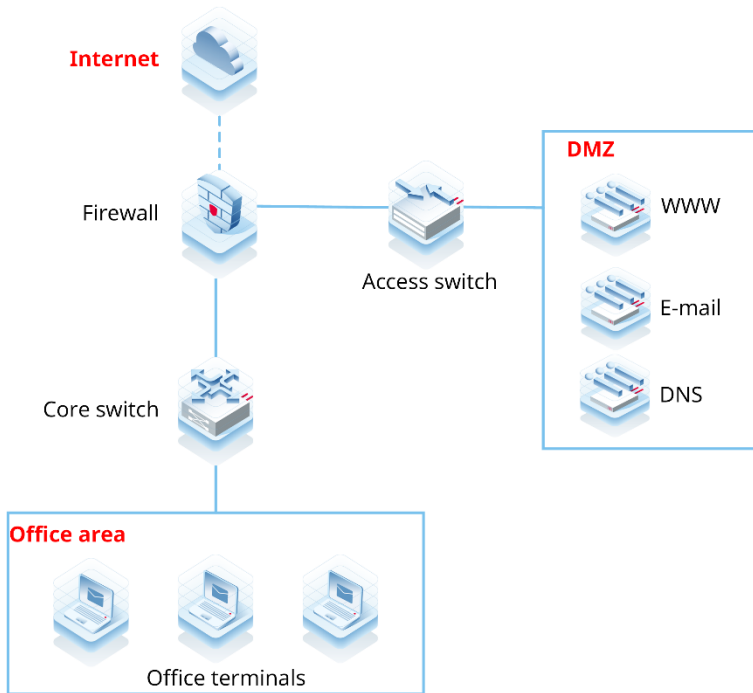 Internet
DMZ
Firewall
WWW
Access switch
E-mail
DNS
Core switch
Office area
Office terminals